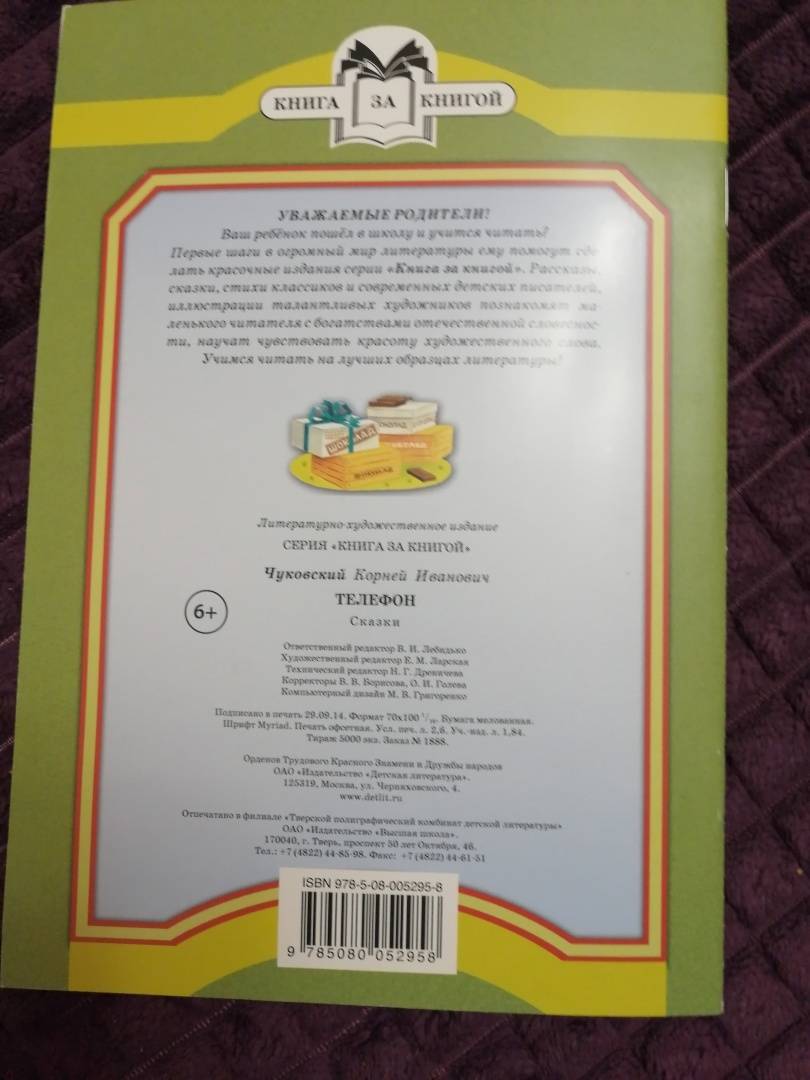 КНИГА ЗА КНИГОЙ
УВАЖАЕМЫЕ РОДИТЕЛИ!
Ваш ребёнок пошёл в школу и учится читать?
Первые шаги в огромный мир литературы ему помогут сде-
лать красочные издания серии «Книга за книгой». Рассказы,
сказки, стихи классиков и современных детских писателей,
иллюстрации талантливых художников познакомят ма-
ленького читателя с богатствами отечественной словеснос-
ти, научат чувствовать красоту художественного слова.
Учимся читать на лучших образцах литературы!
ШОКОЛАД
ШОКОЛАД
Литературно-художественное издание
СЕРИЯ «КНИГА ЗА КНИГОЙ»
Чуковский Корней Иванович
ТЕЛЕФОН
6+
Сказки
Ответственный редактор В. И. Лебидько
Художественный редактор Е. М. Ларская
Технический редактор Н. Г. Дреничева
Корректоры В. В. Борисова, О. И. Голева
Компьютерный дизайн М. В. Григоренко
Подписано в печать 29.09.14. Формат 70х100 1/16. Бумага мелованная.
Шрифт Myriad. Печать офсетная. Усл. печ. л. 2,6. Уч.-изд. л. 1,84.
Тираж 5000 экз. Заказ № 1888.
Орденов Трудового Красного Знамени и Дружбы народов
ОАО «Издательство «Детская литература».
125319, Москва, ул. Черняховского, 4.
www.detlit.ru
Отпечатано в филиале «Тверской полиграфический комбинат детской литературы»
ОАО «Издательство «Высшая школа».
170040, г. Тверь, проспект 50 лет Октября, 46.
Тел.: +7 (4822) 44-85-98. Факс: +7 (4822) 44-61-51
ISBN 978-5-08-005295-8
9 785080 052958